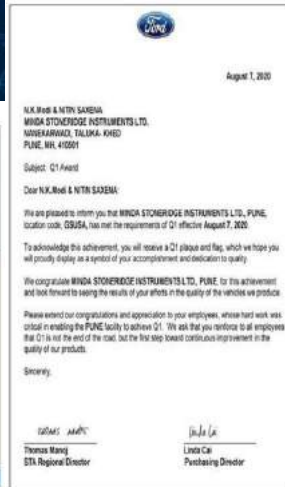 Ford
August 7, 2020
N.K.Modi & NITIN SAXENA
MINDA STONERIDGE INSTRUMENTS LTD.
NANEKARWADI, TALUKA- KHED
PUNE, MH, 410501
Subject: Q1 Award
Dear N.K.Modi & NITIN SAXENA
We are pleased to inform you that MINDA STONERIDGE INSTRUMENTS LTD., PUNE,
location code, has met the requirements of Q1 effective August 7, 2020.
To acknowledge this achievement, you will receive a Q1 plaque and flag, which we hope you
will proudly display as a symbol of your accomplishment and dedication to quality.
We congratulate MINDA STONERIDGE INSTRUMENTS LTD., PUNE, for this achievement
and look forward to seeing the results of your efforts in the quality of the vehicles we produce.
Please extend our congratulations and appreciation to your employees, whose hard work was
critical in enabling the PUNE facility to achieve Q1. We ask that you reinforce to all employees
that Q1 is not the end of the road, but the first step toward continuous improvement in the
quality of our products.
Sincerely,
Linda Cai
Thomas Manoj
STA Regional Director
Linda Cai
Purchasing Director